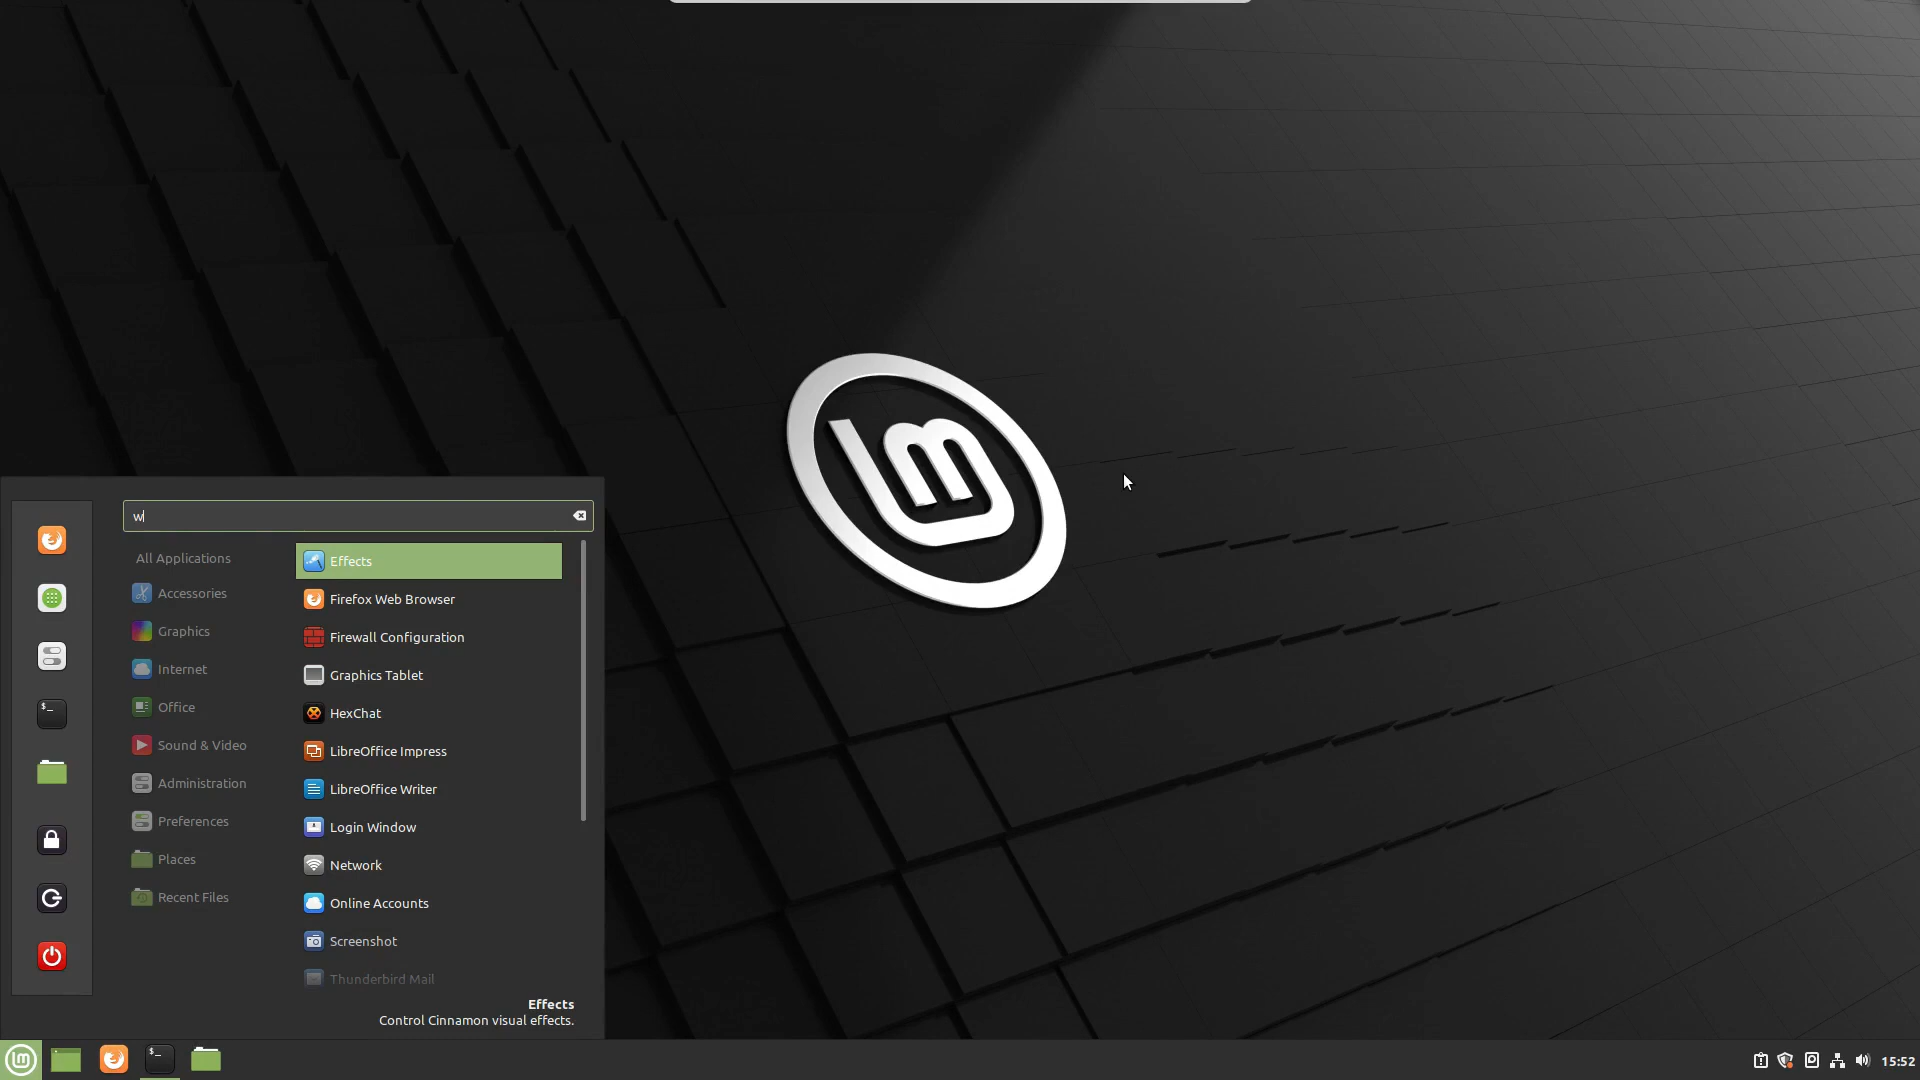 w
All Applications
Accessories
Graphics
Internet
Office
Sound & Video
Administration
Preferences
Places
Recent Files
Effects
Firefox Web Browser
Firewall Configuration
Graphics Tablet
HexChat
LibreOffice Impress
LibreOffice Writer
Login Window
Network
Online Accounts
Screenshot
Thunderbird Mail
Effects
Control Cinnamon visual effects.
15:52